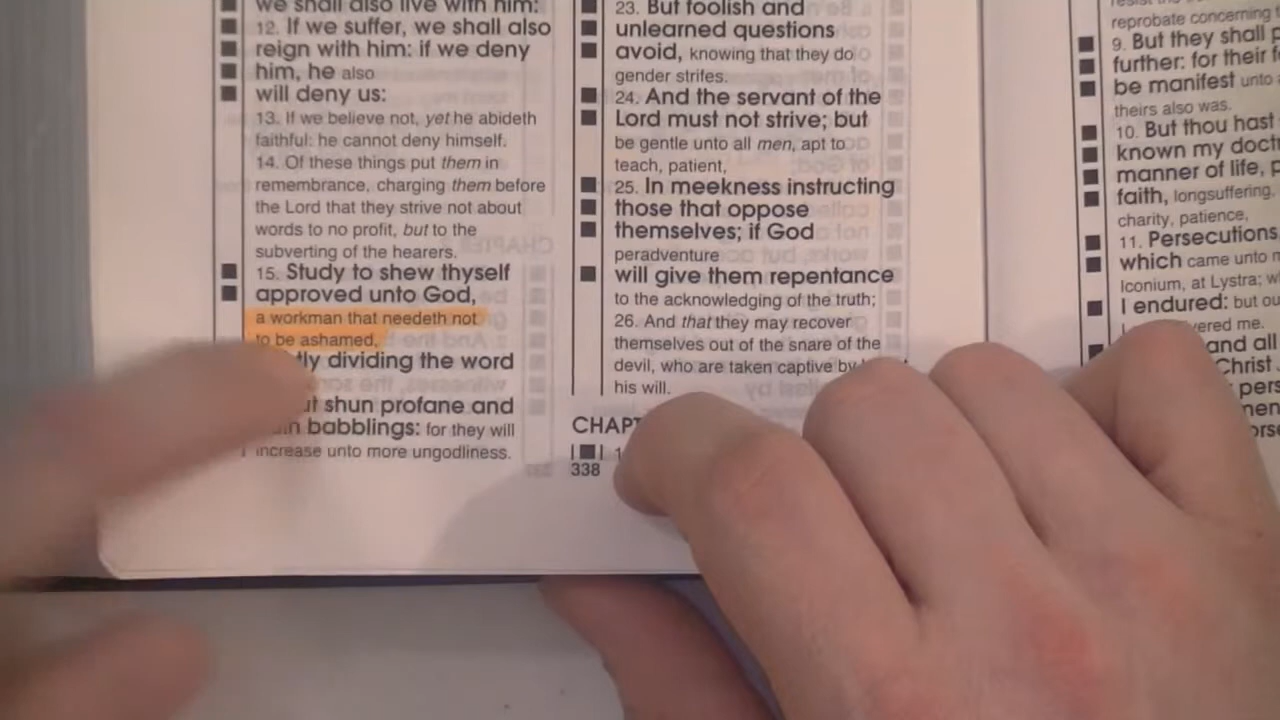 we shall also live with him:
12. If we suffer, we shall also
reign with him: if we deny
him, he also
will deny us:
13. If we believe not, yet he abideth
faithful: he cannot deny himself.
14. Of these things put them in
remembrance, charging them before
the Lord that they strive not about
words to no profit, but to the
subverting of the hearers.
15. Study to shew thyself
approved unto God,
a workman that needeth not
to be ashamed,
dividing the word
shun profane and
babblings: for they will
increase unto more ungodliness.
23. But foolish and
unlearned questions
avoid, knowing that they do
gender strifes.
24. And the servant of the
Lord must not strive; but
be gentle unto all men, apt to
teach, patient,
25. In meekness instructing
those that oppose
themselves; if God
peradventure
will give them repentance
to the acknowledging of the truth;
26. And that they may recover
themselves out of the snare of the
devil, who are taken captive by
his will.
338
reprobate concerning
9. But they shall
further: for their
be manifest unto
theirs also was.
10. But thou hast
known my
manner of life,
faith, longsuffering,
charity, patience,
11. Persecutions
which came unto
Iconium, at Lystra;
I endured: but
me.
and all
Christ